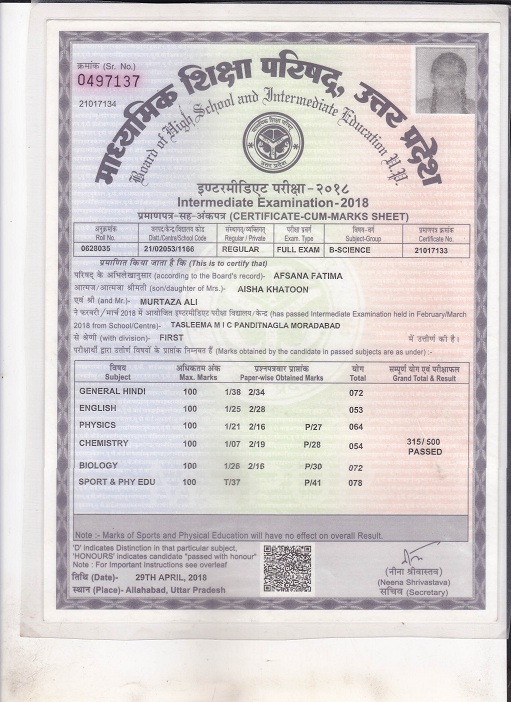 क्रमांक (Sr. No.)
0497137
21017134
माध्यमिक शिक्षा परिषद्, उत्तर प्रदेश
Board of High School and Intermediate Education U.P.
इण्टरमीडिएट परीक्षा - २०१८
Intermediate Examination - 2018
प्रमाणपत्र-सह-अंकपत्र (CERTIFICATE-CUM-MARKS SHEET)
अनुक्रमांक जनपद/केन्द्र/विद्यालय कोड संस्थागत/व्यक्तिगत परीक्षा प्रकार विषय-वर्ग प्रमाणपत्र क्रमांक
Roll No. Distt./Centre/School Code Regular / Private Exam. Type Subject-Group Certificate No.
0628035 21/02053/1166 REGULAR FULL EXAM B-SCIENCE 21017133
प्रमाणित किया जाता है कि (This is to certify that)
परिषद् के अभिलेखानुसार (according to the Board's record)- AFSANA FATIMA
आत्मज/आत्मजा श्रीमती (son/daughter of Mrs.)- AISHA KHATOON
एवं श्री (and Mr.)- MURTAZA ALI
ने फरवरी/मार्च 2018 में आयोजित इण्टरमीडिएट परीक्षा विद्यालय/केन्द्र (has passed Intermediate Examination held in February/March
2018 from School/Centre)- TASLEEMA M I C PANDITNAGLA MORADABAD
से श्रेणी (with division)- FIRST में उत्तीर्ण की है।
परीक्षार्थी द्वारा उत्तीर्ण विषयों के प्राप्तांक निम्नवत हैं (Marks obtained by the candidate in passed subjects are as under) :-
विषय अधिकतम अंक प्रश्नपत्रवार प्राप्तांक योग सम्पूर्ण योग एवं परीक्षाफल
Subject Max. Marks Paper-wise Obtained Marks Total Grand Total & Result
GENERAL HINDI 100 1/38 2/34 072
ENGLISH 100 1/25 2/28 053
PHYSICS 100 1/21 2/16 P/27 064
CHEMISTRY 100 1/07 2/19 P/28 054 315/500
PASSED
BIOLOGY 100 1/26 2/16 P/30 072
SPORT & PHY EDU 100 T/37 P/41 078
Note :- Marks of Sports and Physical Education will have no effect on overall Result.
'D' indicates Distinction in that particular subject,
'HONOURS' indicates candidate "passed with honour"
Note : For Important Instructions see overleaf
तिथि (Date)- 29TH APRIL, 2018
स्थान (Place)- Allahabad, Uttar Pradesh
(नीना श्रीवास्तव)
(Neena Shrivastava)
सचिव (Secretary)